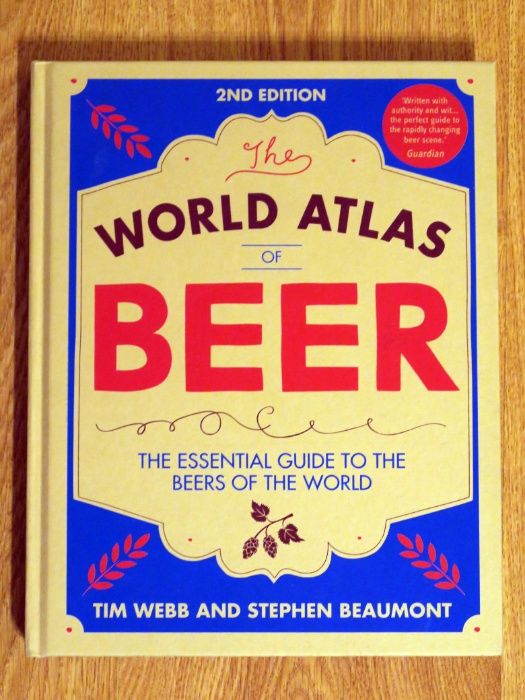 2ND EDITION
'Written with
authority and wit...
the perfect guide to
the rapidly changing
beer scene.'
Guardian
The
WORLD ATLAS
OF
BEER
THE ESSENTIAL GUIDE TO THE
BEERS OF THE WORLD
TIM WEBB AND STEPHEN BEAUMONT